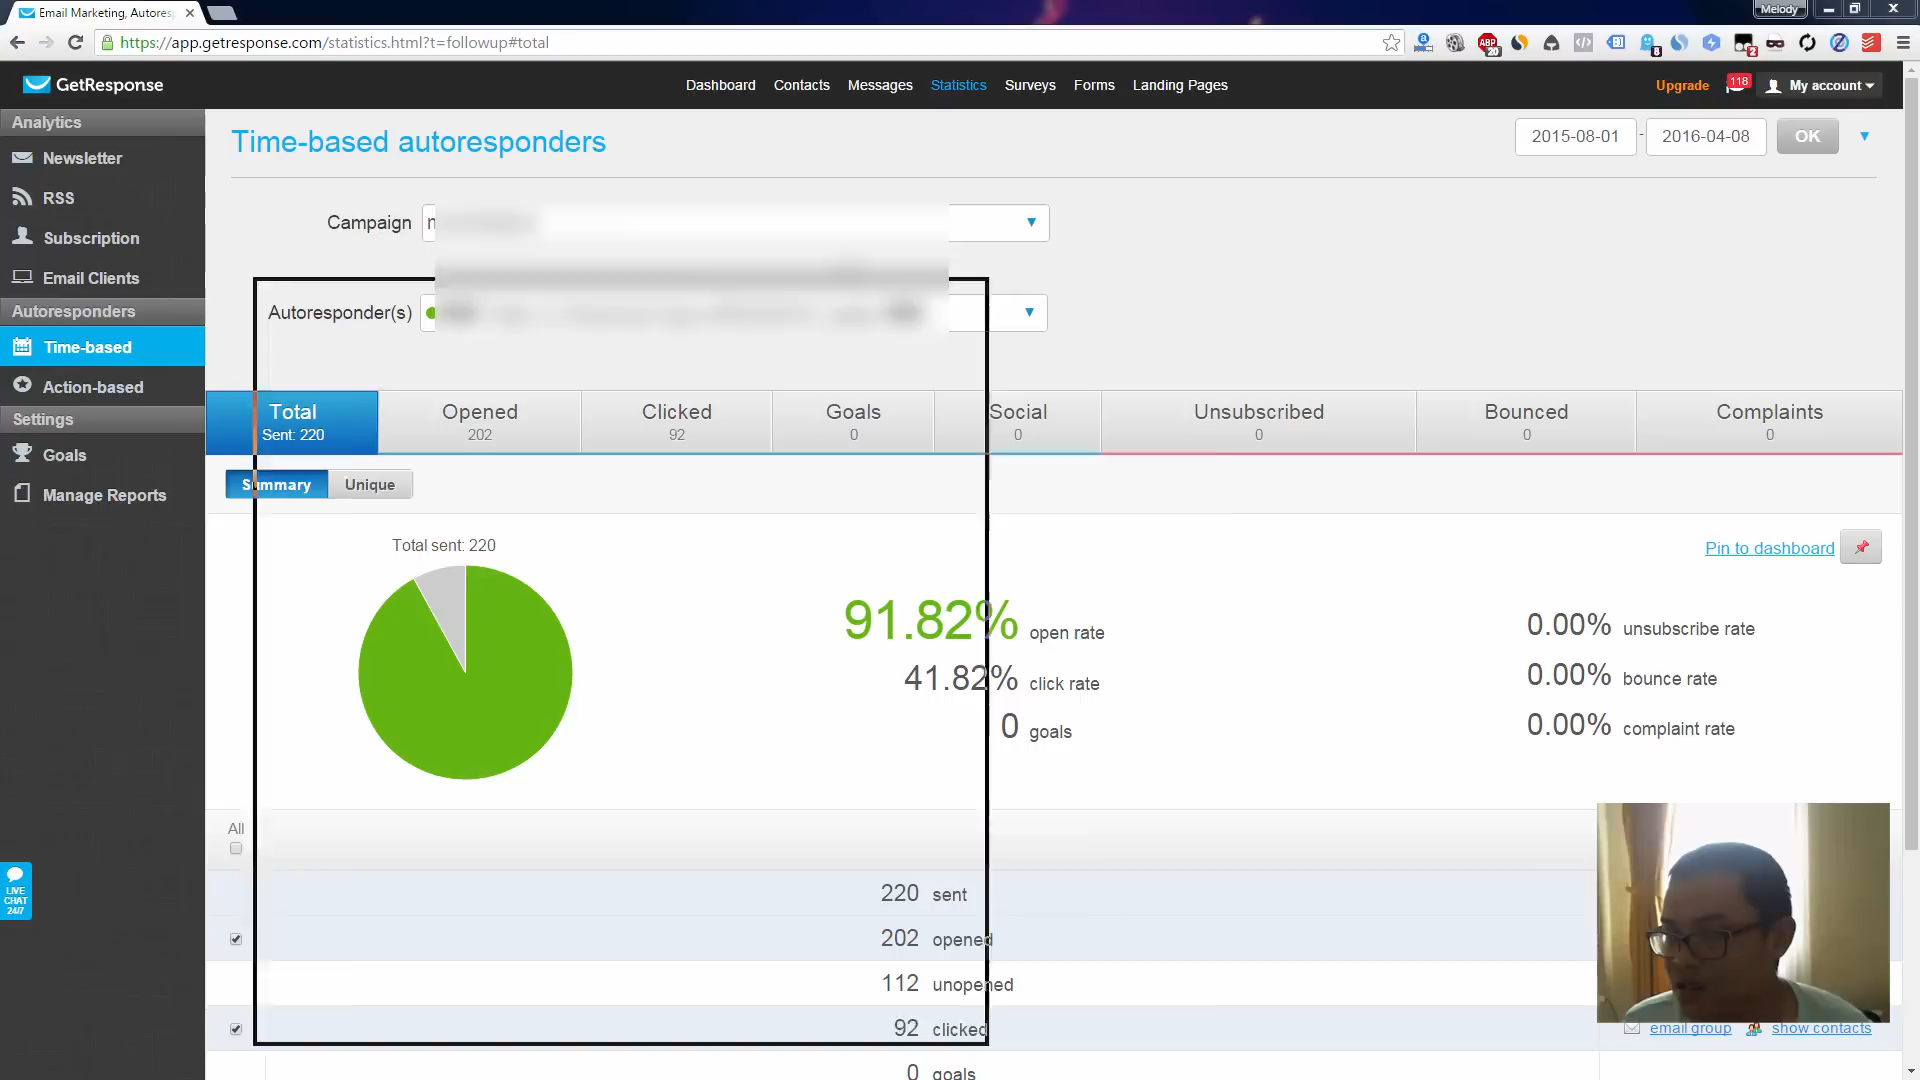 Email Marketing, Autores
Melody
https://app.getresponse.com/statistics.html?t=followup#total
ABP
20
8
2
GetResponse
Dashboard
Contacts
Messages
Statistics
Surveys
Forms
Landing Pages
Upgrade
118
My account
Analytics
Newsletter
RSS
Subscription
Email Clients
Autoresponders
Time-based
Action-based
Settings
Goals
Manage Reports
LIVE
CHAT
24/7
Time-based autoresponders
2015-08-01 - 2016-04-08 OK
Campaign
Autoresponder(s)
Total
Sent: 220
Opened
202
Clicked
92
Goals
0
Social
0
Unsubscribed
0
Bounced
0
Complaints
0
Summary
Unique
Total sent: 220
Pin to dashboard
91.82% open rate
41.82% click rate
0 goals
0.00% unsubscribe rate
0.00% bounce rate
0.00% complaint rate
All
220 sent
202 opened
112 unopened
92 clicked
email group
show contacts
0 goals